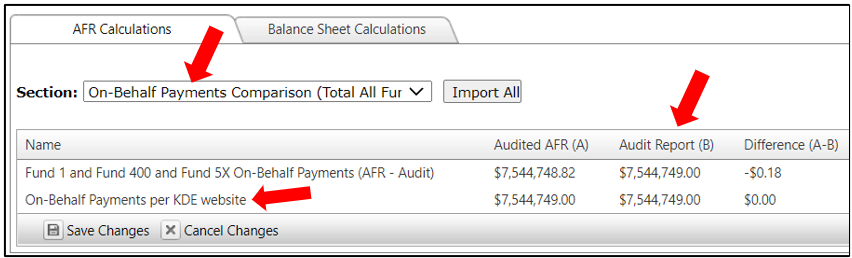 AFR Calculations Balance Sheet Calculations
Section: On-Behalf Payments Comparison (Total All Fur Import All
Name Audited AFR (A) Audit Report (B) Difference (A-B)
Fund 1 and Fund 400 and Fund 5X On-Behalf Payments (AFR - Audit) $7,544,748.82 $7,544,749.00 -$0.18
On-Behalf Payments per KDE website $7,544,749.00 $7,544,749.00 $0.00
Save Changes Cancel Changes